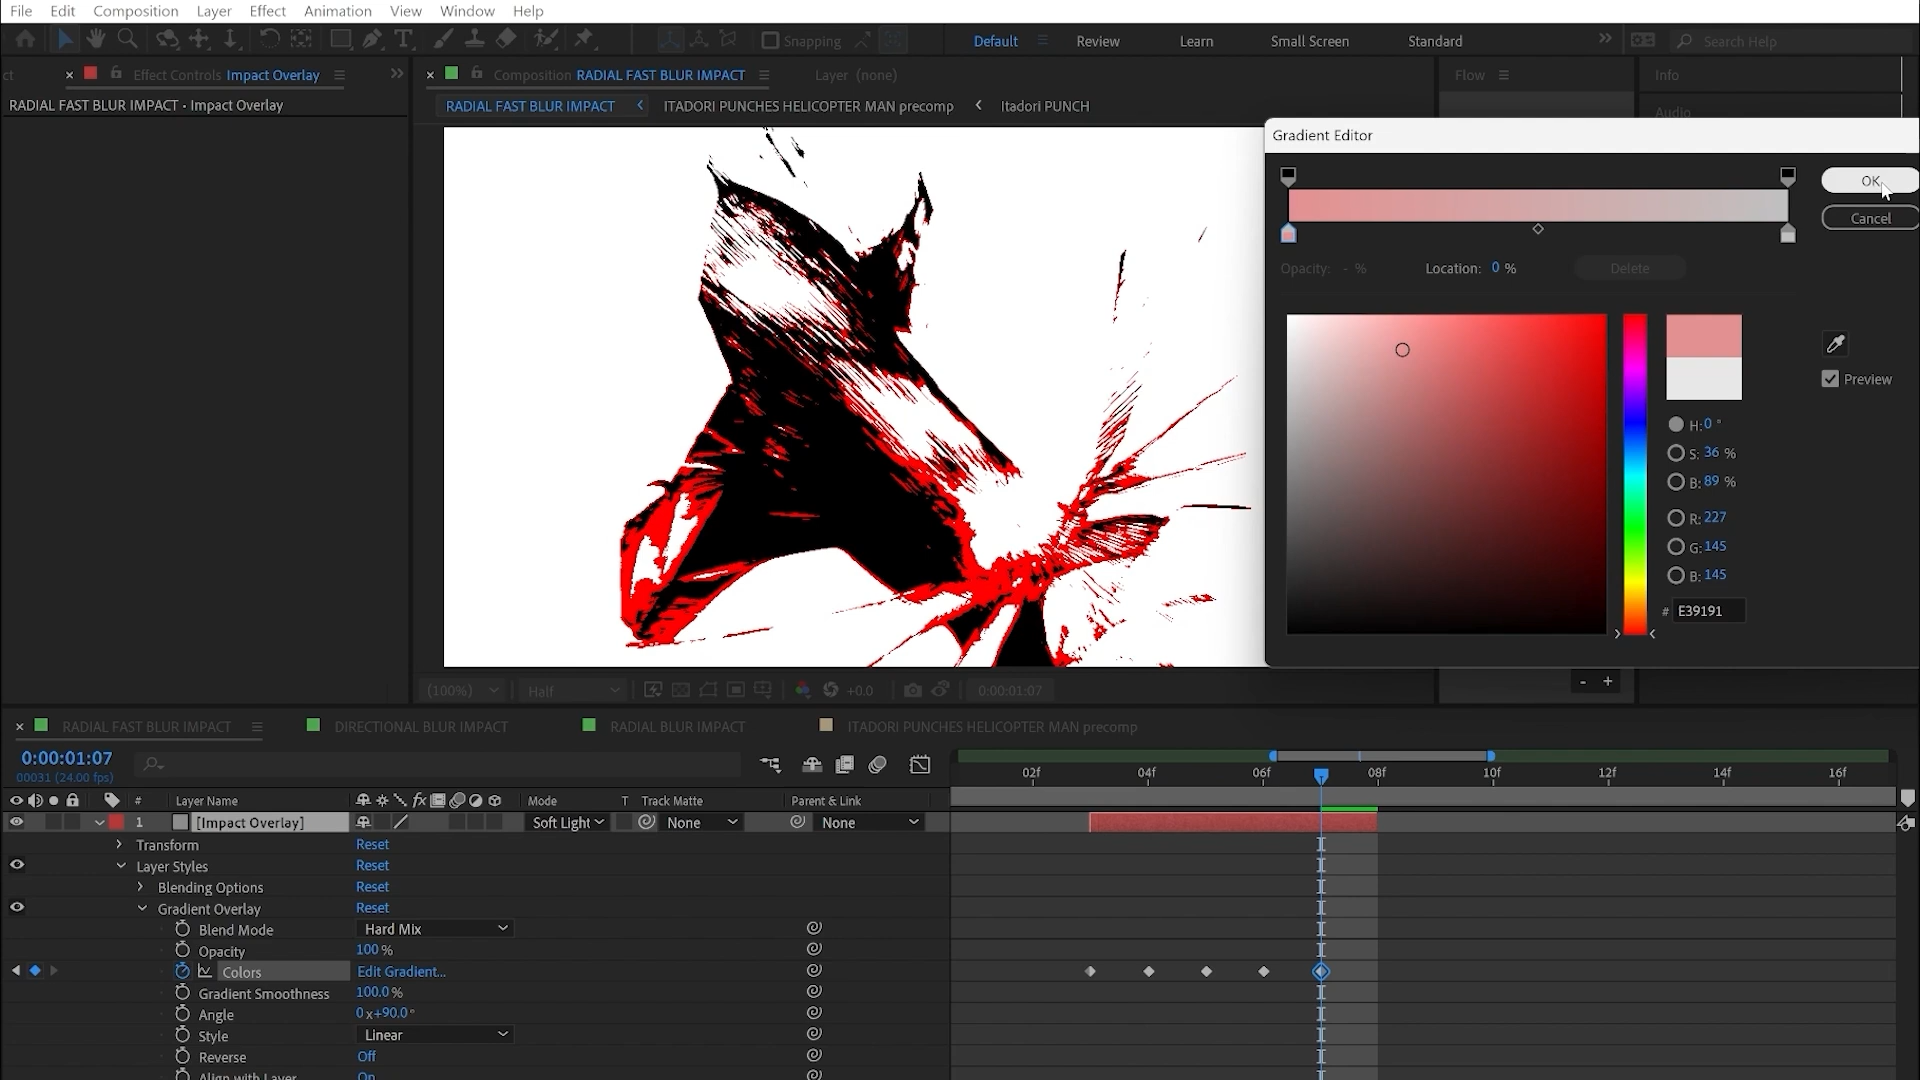 File Edit Composition Layer Effect Animation View Window Help
Snapping Default Review Learn Small Screen Standard Search Help
ct Effect Controls Impact Overlay Composition RADIAL FAST BLUR IMPACT Layer (none) Flow Info
RADIAL FAST BLUR IMPACT • Impact Overlay RADIAL FAST BLUR IMPACT ITADORI PUNCHES HELICOPTER MAN precomp Itadori PUNCH Audio
Gradient Editor
OK
Cancel
Opacity: - % Location: 0 % Delete
Preview
H: 0 °
S: 36 %
B: 89 %
R: 227
G: 145
B: 145
# E39191
(100%) Half +0.0 0:00:01:07 - +
RADIAL FAST BLUR IMPACT DIRECTIONAL BLUR IMPACT RADIAL BLUR IMPACT ITADORI PUNCHES HELICOPTER MAN precomp
0:00:01:07
00031 (24.00 fps)
02f 04f 06f 08f 10f 12f 14f 16f
# Layer Name fx Mode T Track Matte Parent & Link
1 [Impact Overlay] Soft Light None None
Transform Reset
Layer Styles Reset
Blending Options Reset
Gradient Overlay Reset
Blend Mode Hard Mix
Opacity 100 %
Colors Edit Gradient...
Gradient Smoothness 100.0 %
Angle 0 x+90.0 °
Style Linear
Reverse Off
Align with Layer On